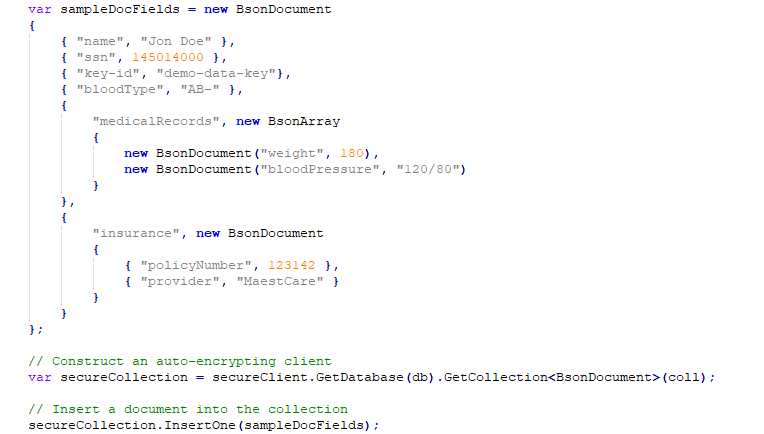 var sampleDocFields = new BsonDocument
{
{ "name", "Jon Doe" },
{ "ssn", 145014000 },
{ "key-id", "demo-data-key"},
{ "bloodType", "AB-" },
{
"medicalRecords", new BsonArray
{
new BsonDocument("weight", 180),
new BsonDocument("bloodPressure", "120/80")
}
},
{
"insurance", new BsonDocument
{
{ "policyNumber", 123142 },
{ "provider", "MaestCare" }
}
}
};
// Construct an auto-encrypting client
var secureCollection = secureClient.GetDatabase(db).GetCollection<BsonDocument>(coll);
// Insert a document into the collection
secureCollection.InsertOne(sampleDocFields);